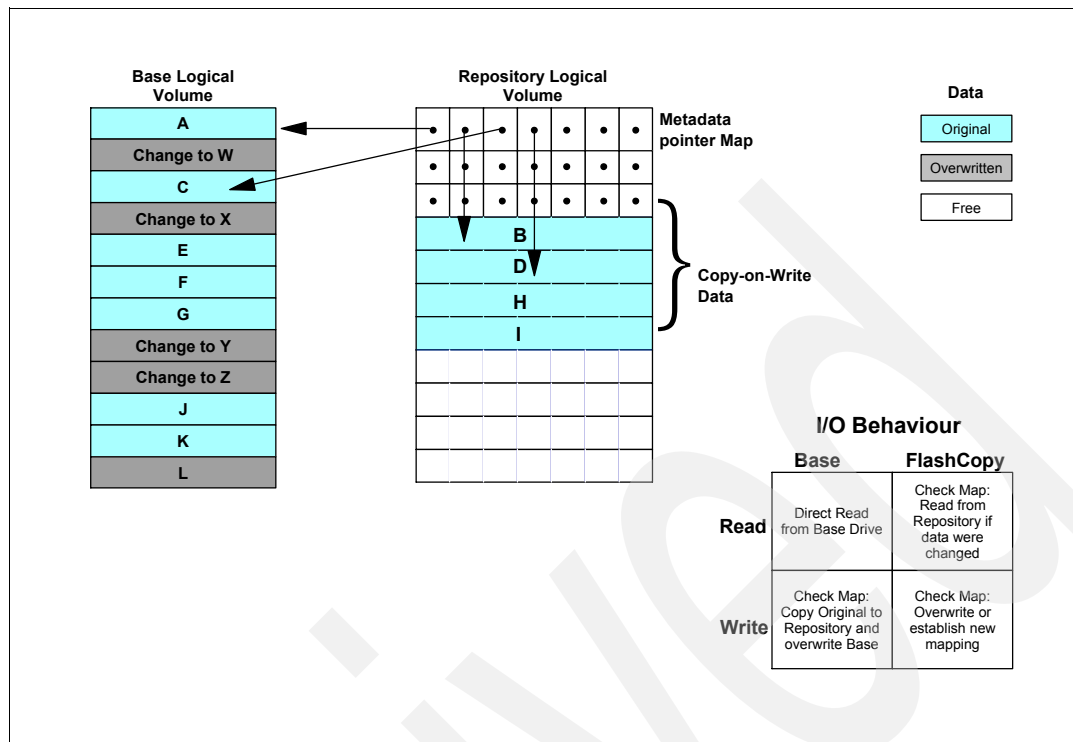 Base Logical
Volume
A
Change to W
C
Change to X
E
F
G
Change to Y
Change to Z
J
K
L
Repository Logical
Volume
B
D
H
I
Metadata
pointer Map
Copy-on-Write
Data
Data
Original
Overwritten
Free
I/O Behaviour
Base FlashCopy
Read
Direct Read
from Base Drive
Check Map:
Read from
Repository if
data were
changed
Write
Check Map:
Copy Original to
Repository and
overwrite Base
Check Map:
Overwrite or
establish new
mapping